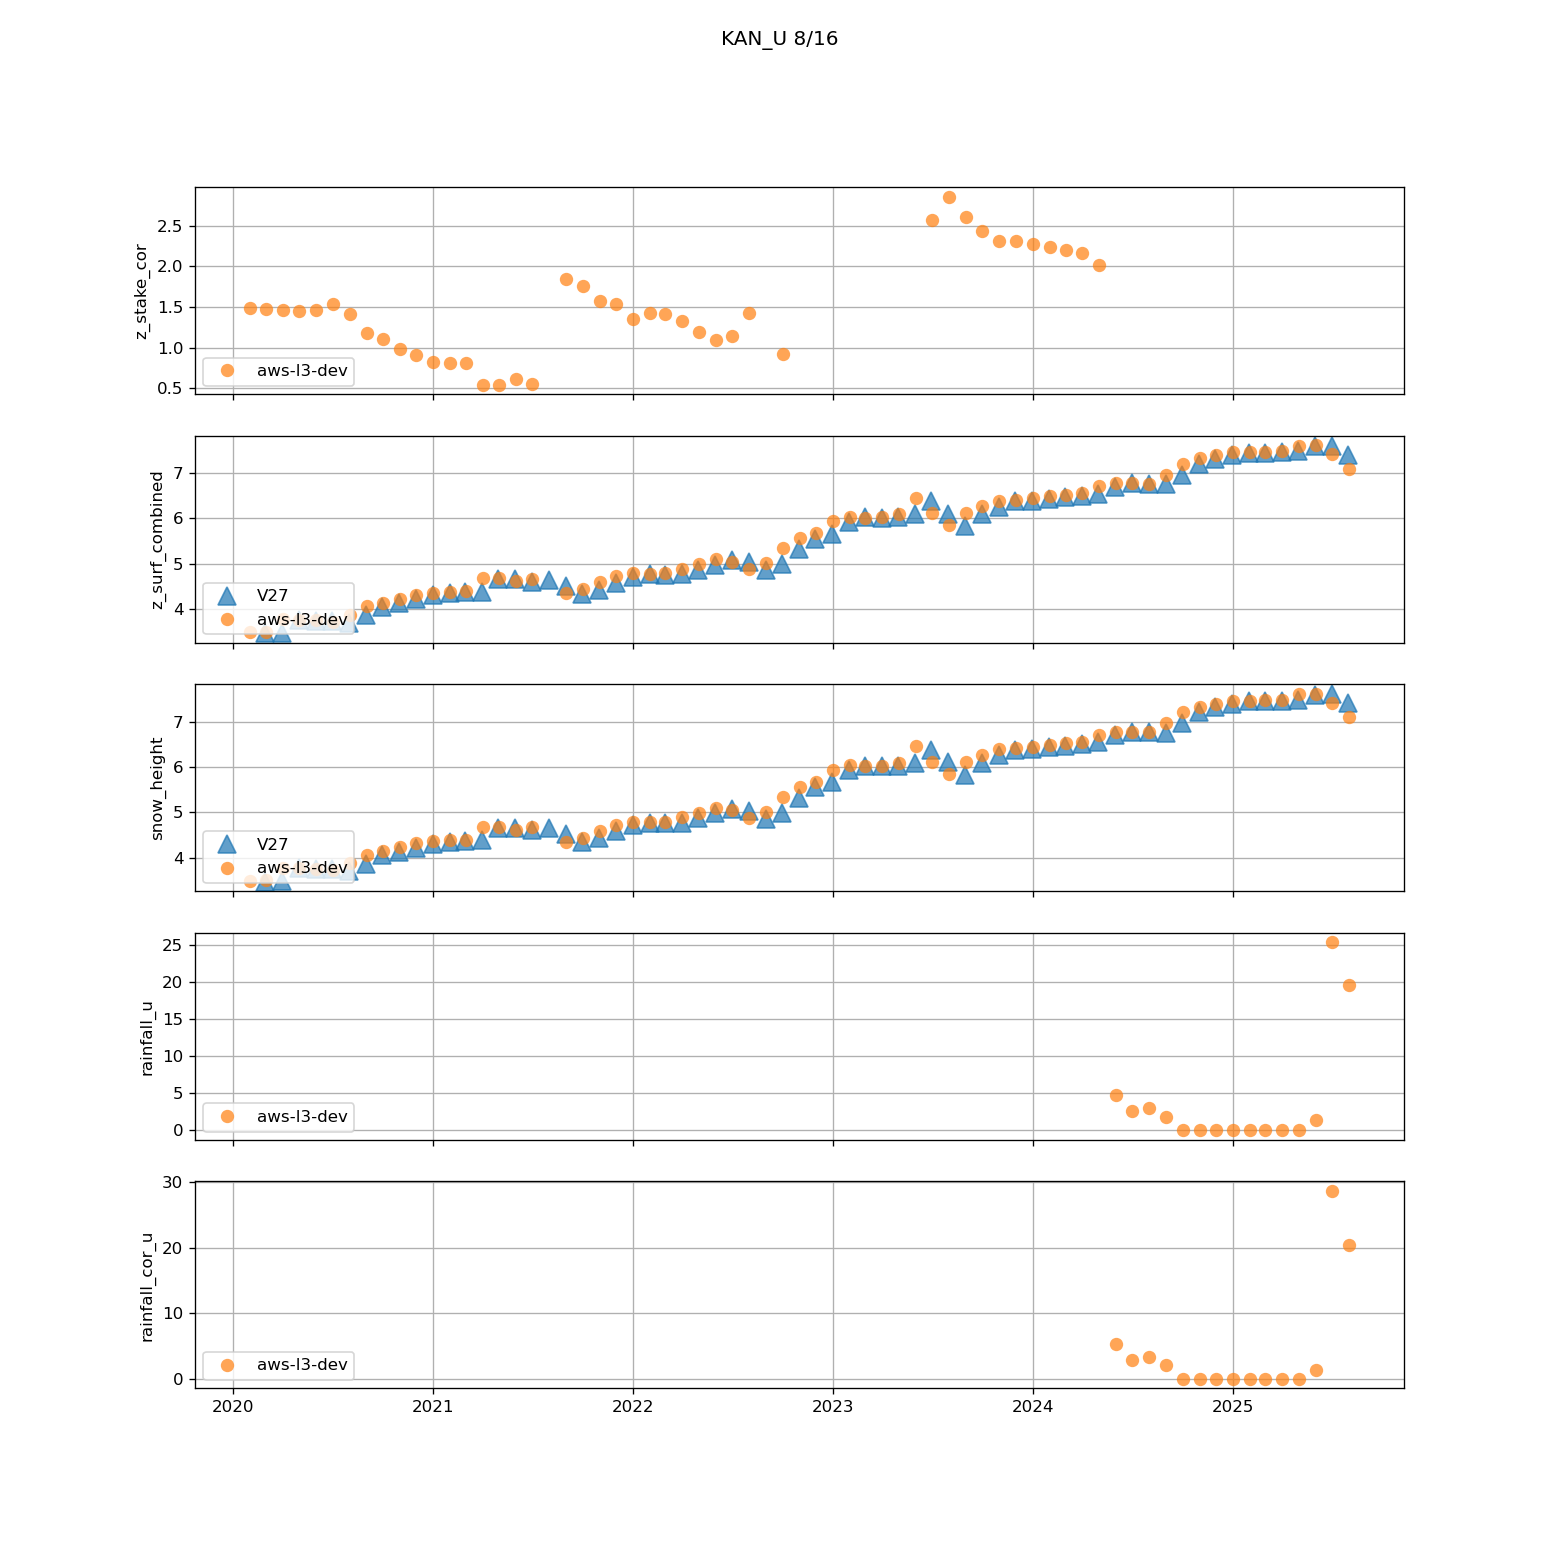 KAN_U 8/16
2.5
2.0
1.5
1.0
0.5
z_stake_cor
aws-l3-dev
7
6
5
4
z_surf_combined
V27
aws-l3-dev
7
6
5
4
snow_height
V27
aws-l3-dev
25
20
15
10
5
0
rainfall_u
aws-l3-dev
30
20
10
0
rainfall_cor_u
aws-l3-dev
2020 2021 2022 2023 2024 2025